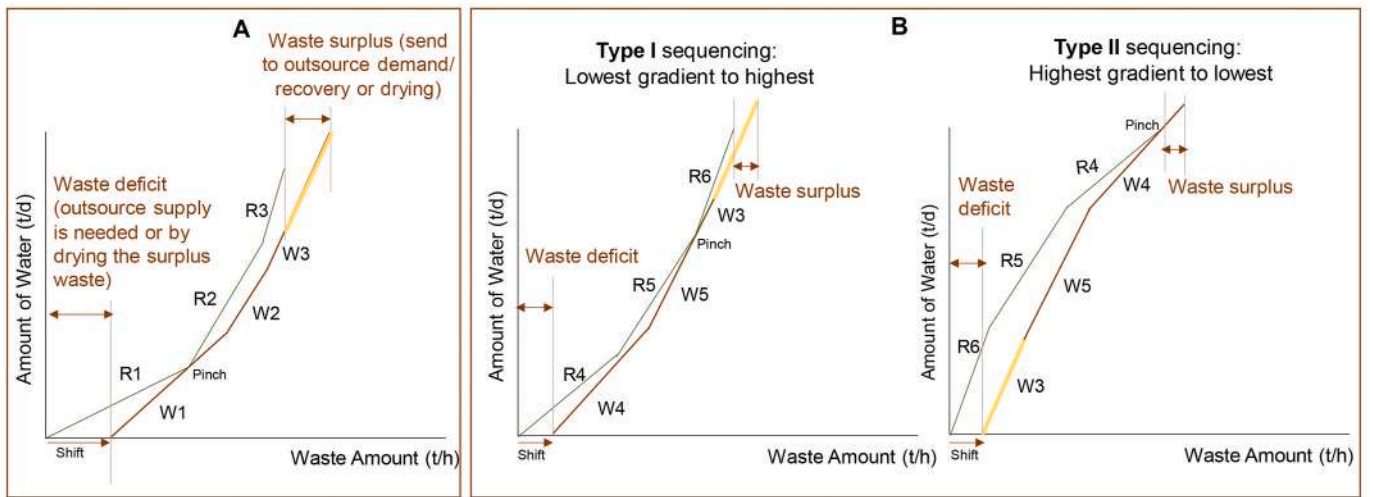 A
Waste surplus (send
to outsource demand/
recovery or drying)
Waste deficit
(outsource supply
is needed or by
drying the surplus
waste)
R3
W3
R2
W2
R1
Pinch
W1
Amount of Water (t/d)
Shift
Waste Amount (t/h)
B
Type I sequencing:
Lowest gradient to highest
R6
Waste surplus
W3
Pinch
Waste deficit
R5
W5
R4
W4
Amount of Water (t/d)
Shift
Waste Amount (t/h)
Type II sequencing:
Highest gradient to lowest
Pinch
R4
W4
Waste surplus
Waste
deficit
R5
W5
R6
W3
Amount of Water (t/d)
Shift
Waste Amount (t/h)